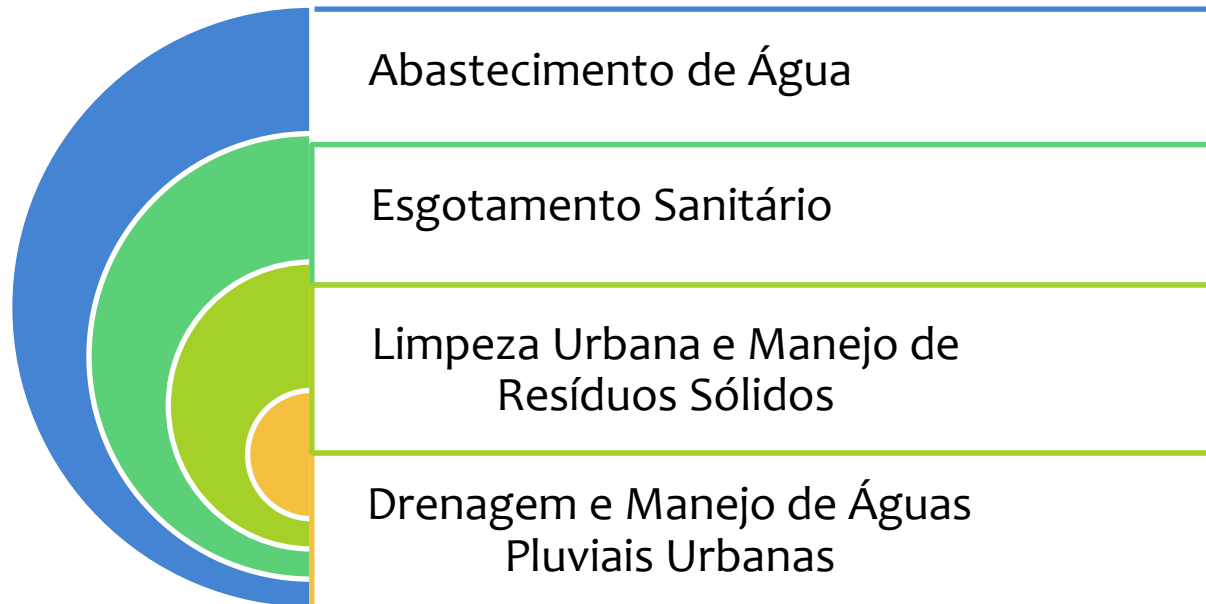 Abastecimento de Água
Esgotamento Sanitário
Limpeza Urbana e Manejo de
Resíduos Sólidos
Drenagem e Manejo de Águas
Pluviais Urbanas